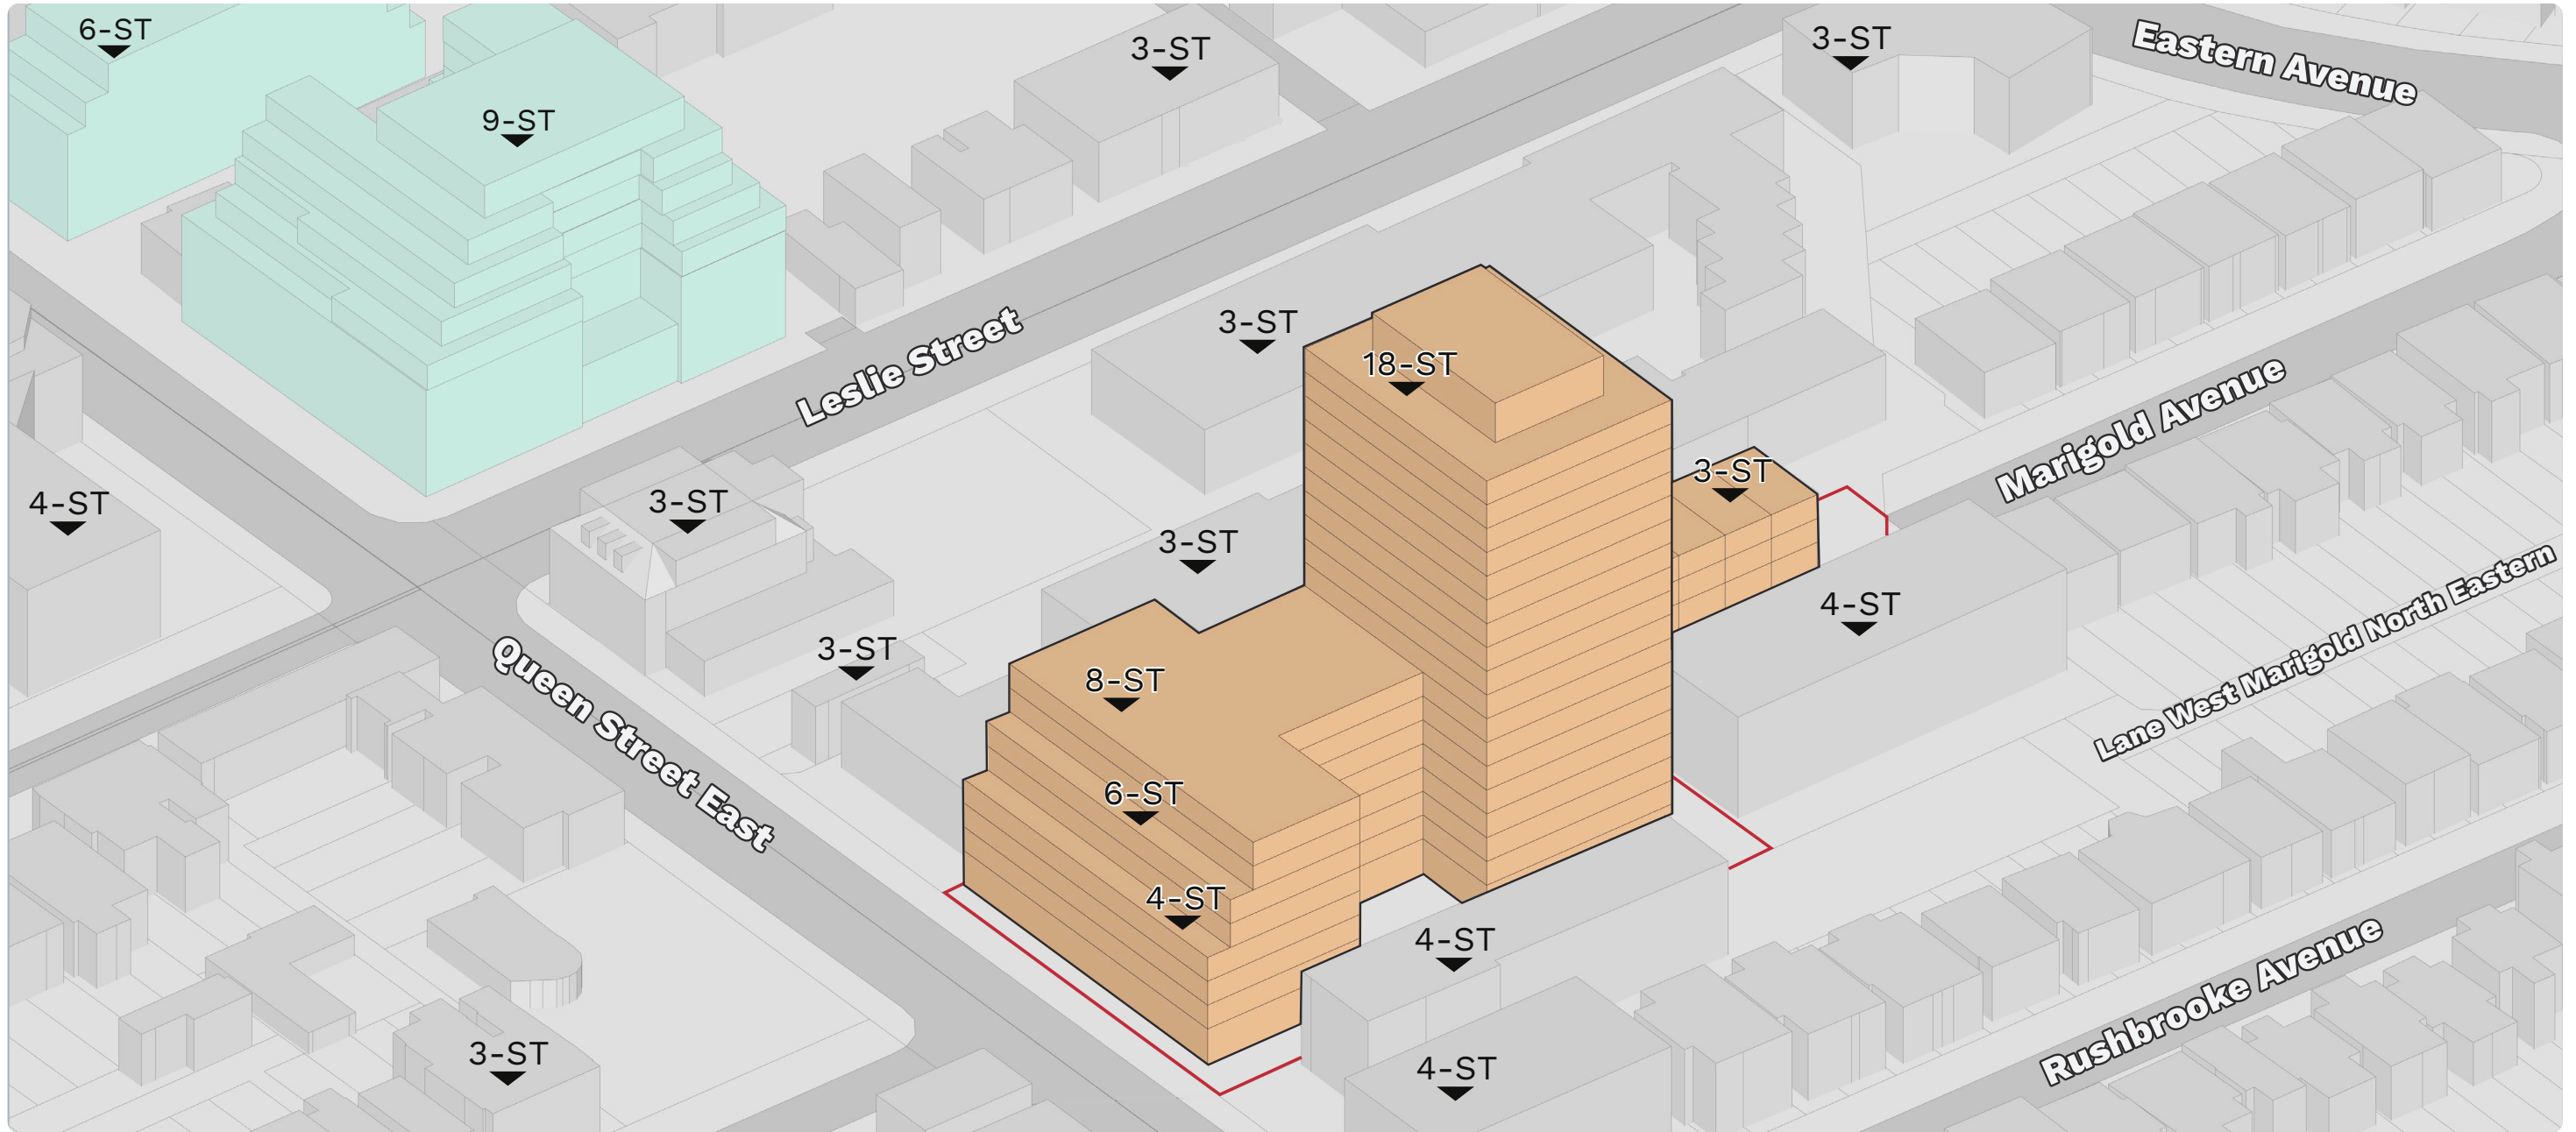 6-ST
9-ST
3-ST
3-ST
Eastern Avenue
3-ST
Leslie Street
18-ST
Marigold Avenue
3-ST
4-ST
3-ST
3-ST
4-ST
Lane West Marigold North Eastern
3-ST
8-ST
Queen Street East
6-ST
4-ST
4-ST
Rushbrooke Avenue
3-ST
4-ST